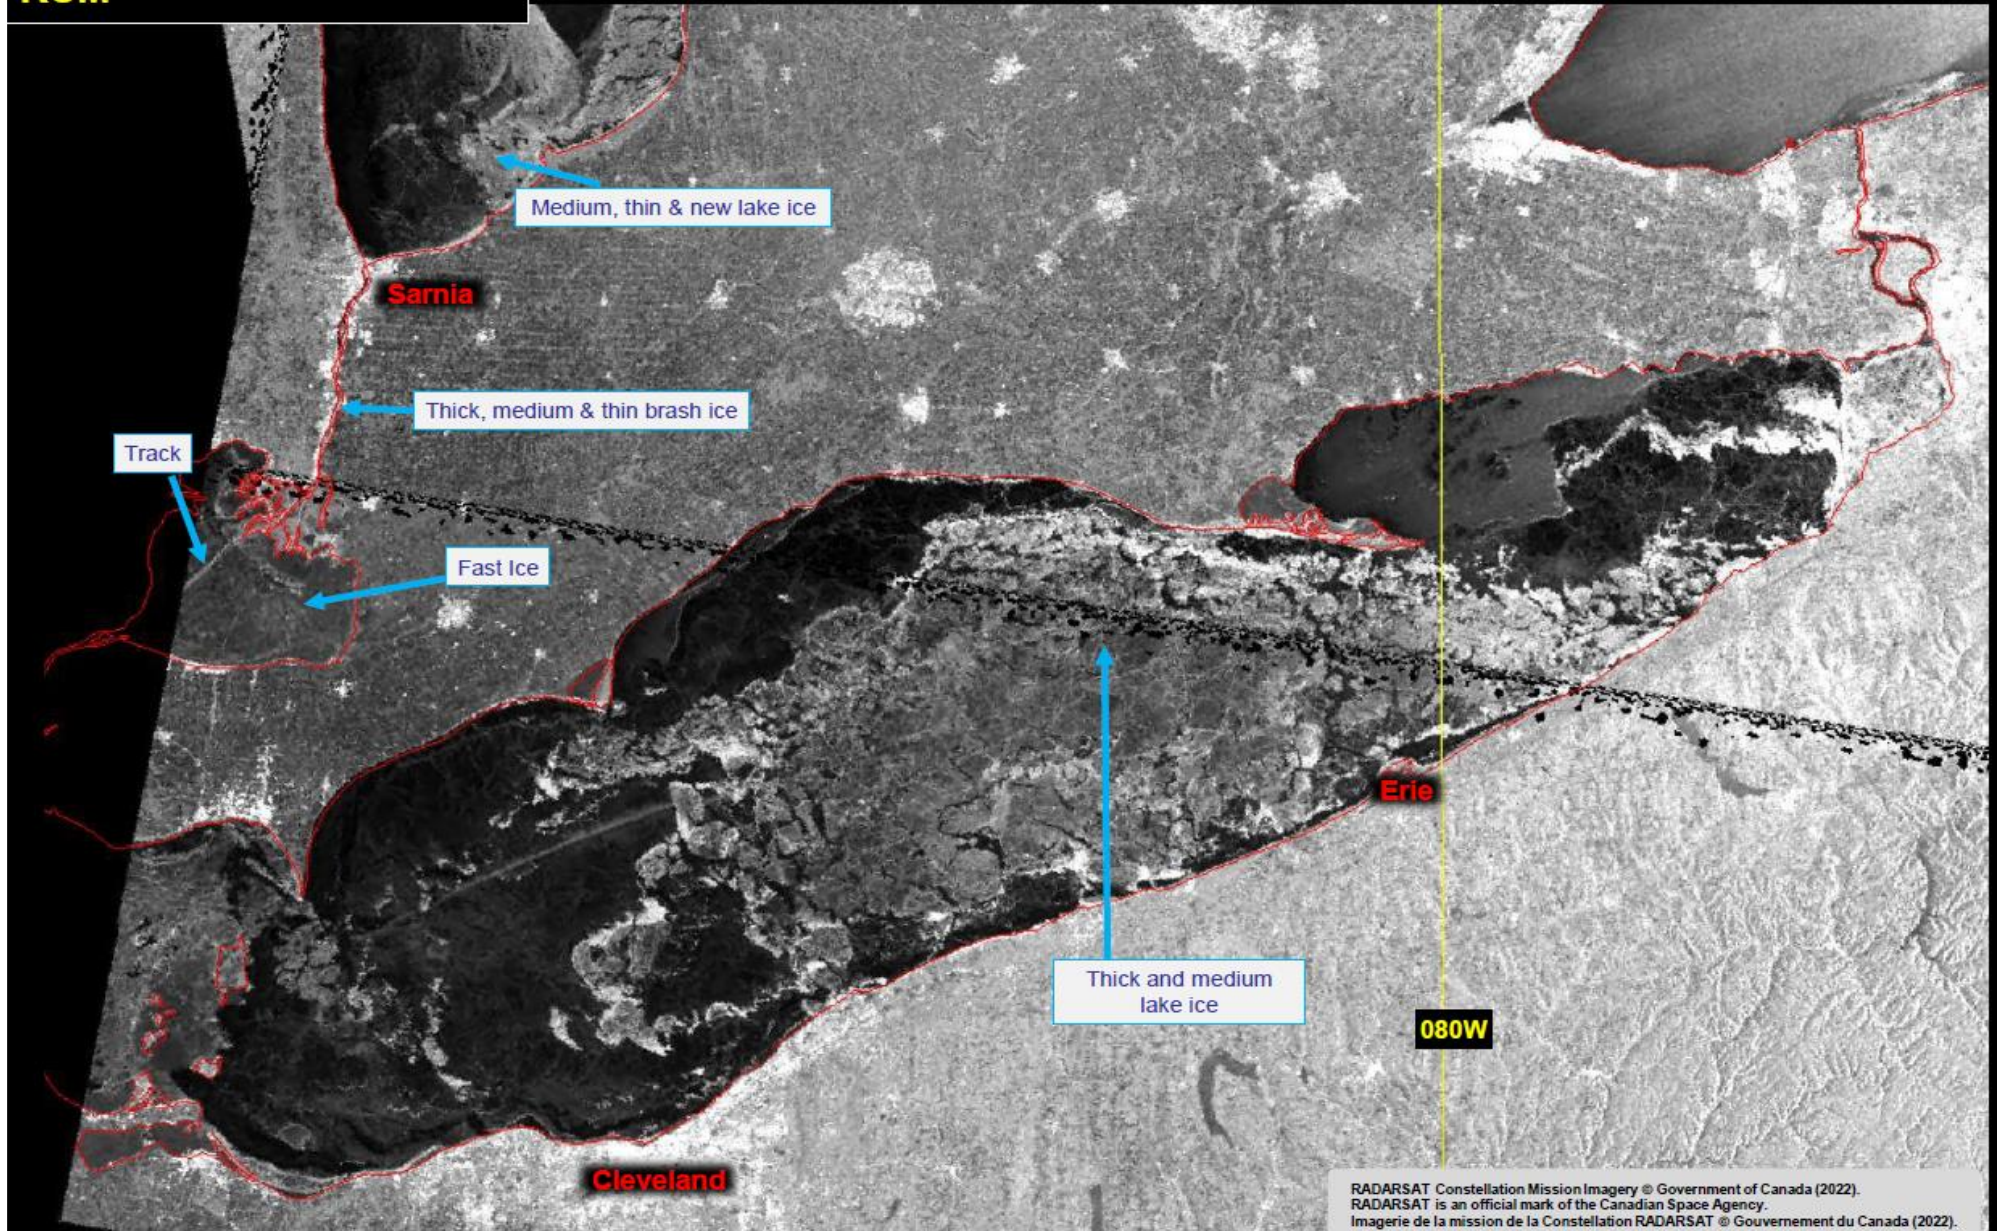 RCM
Medium, thin & new lake ice
Sarnia
Thick, medium & thin brash ice
Track
Fast Ice
Erie
Thick and medium
lake ice
080W
Cleveland
RADARSAT Constellation Mission Imagery © Government of Canada (2022).
RADARSAT is an official mark of the Canadian Space Agency.
Imagerie de la mission de la Constellation RADARSAT © Gouvernement du Canada (2022).